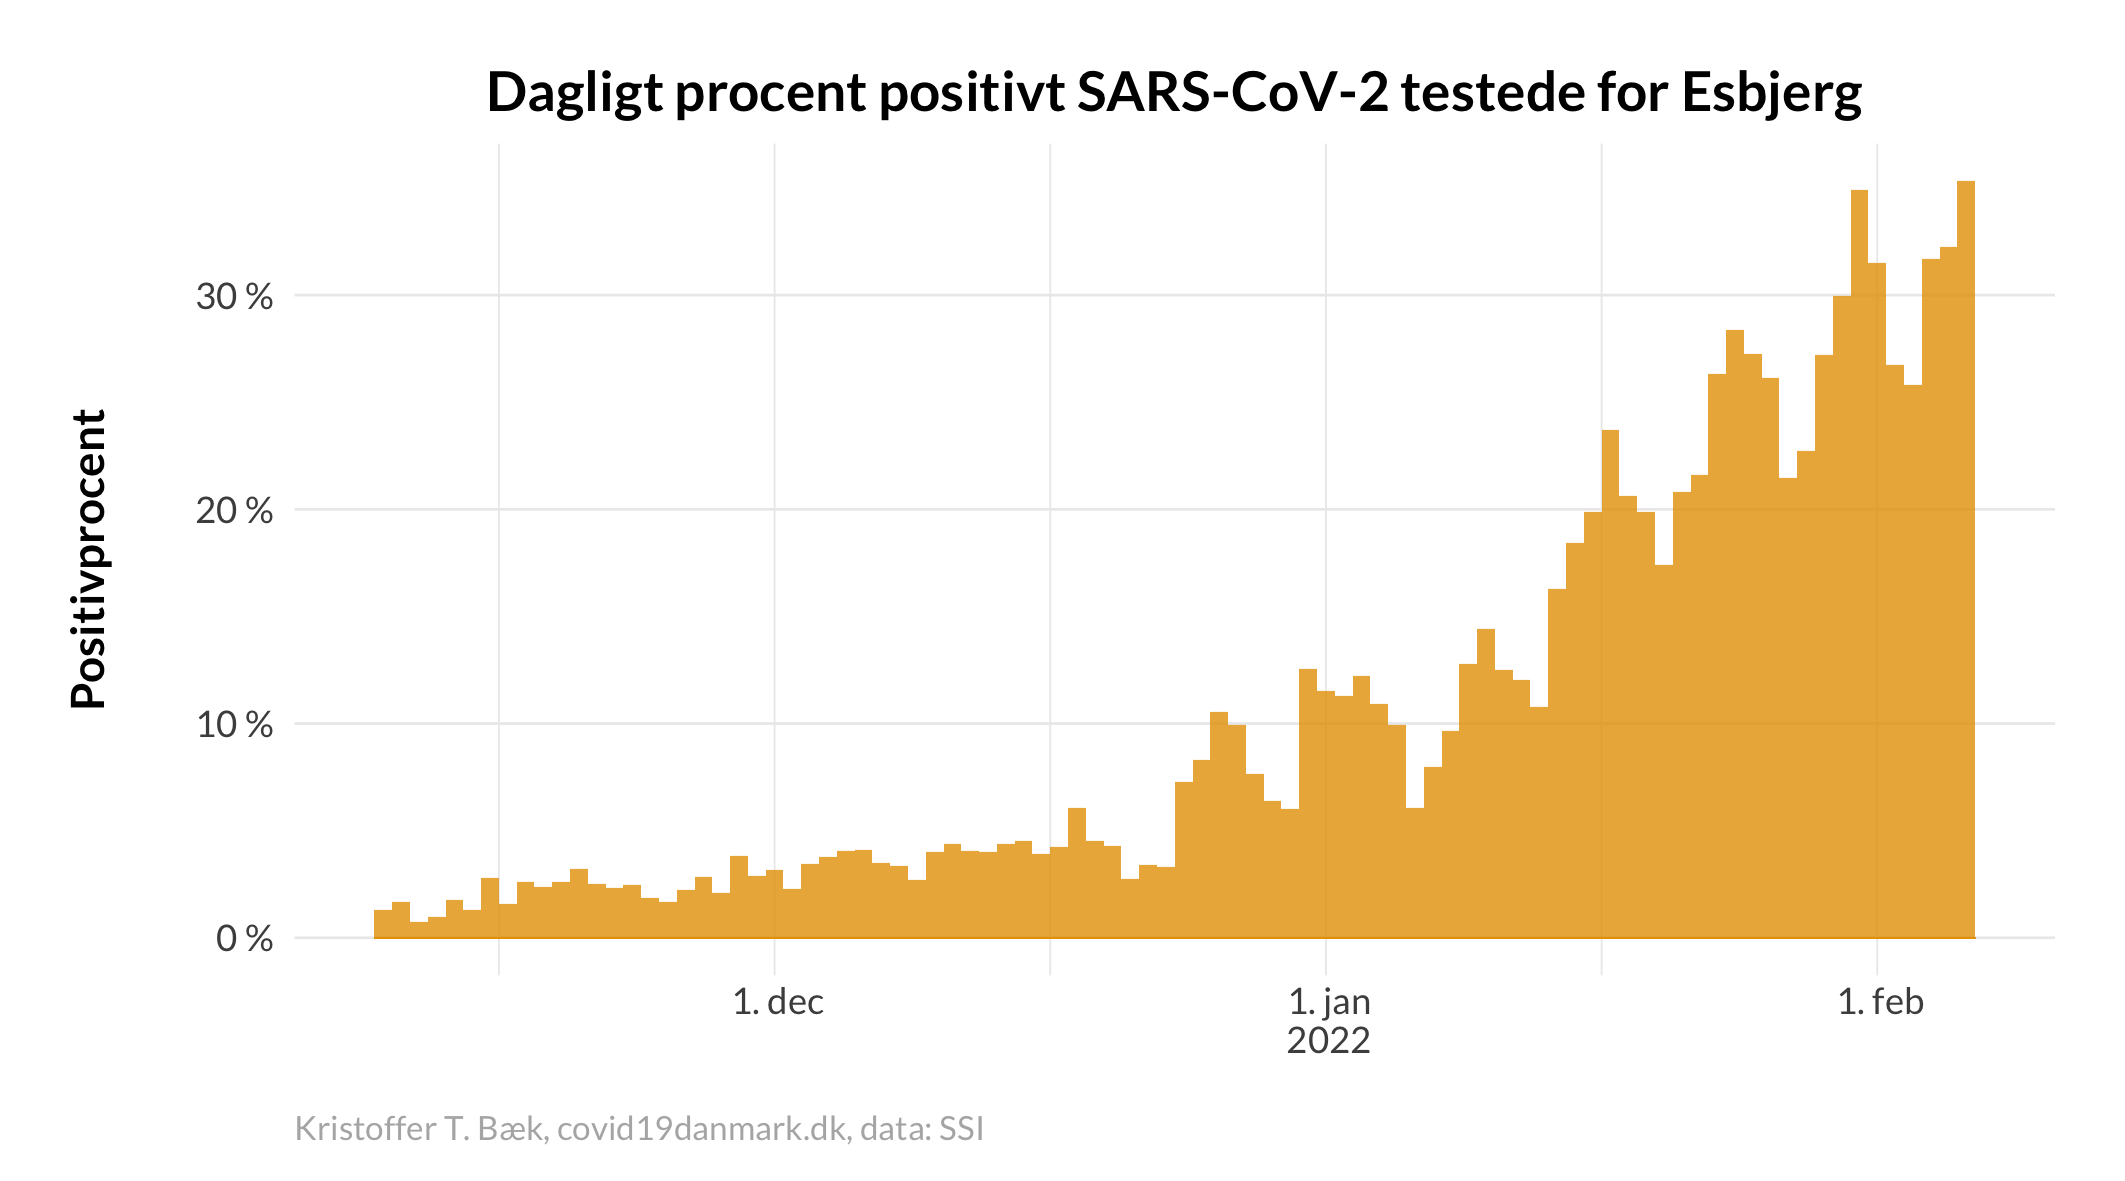 Dagligt procent positivt SARS-CoV-2 testede for Esbjerg
Positivprocent
30 %
20 %
10 %
0 %
1. dec
1. jan
2022
1. feb
Kristoffer T. Bæk, covid19danmark.dk, data: SSI